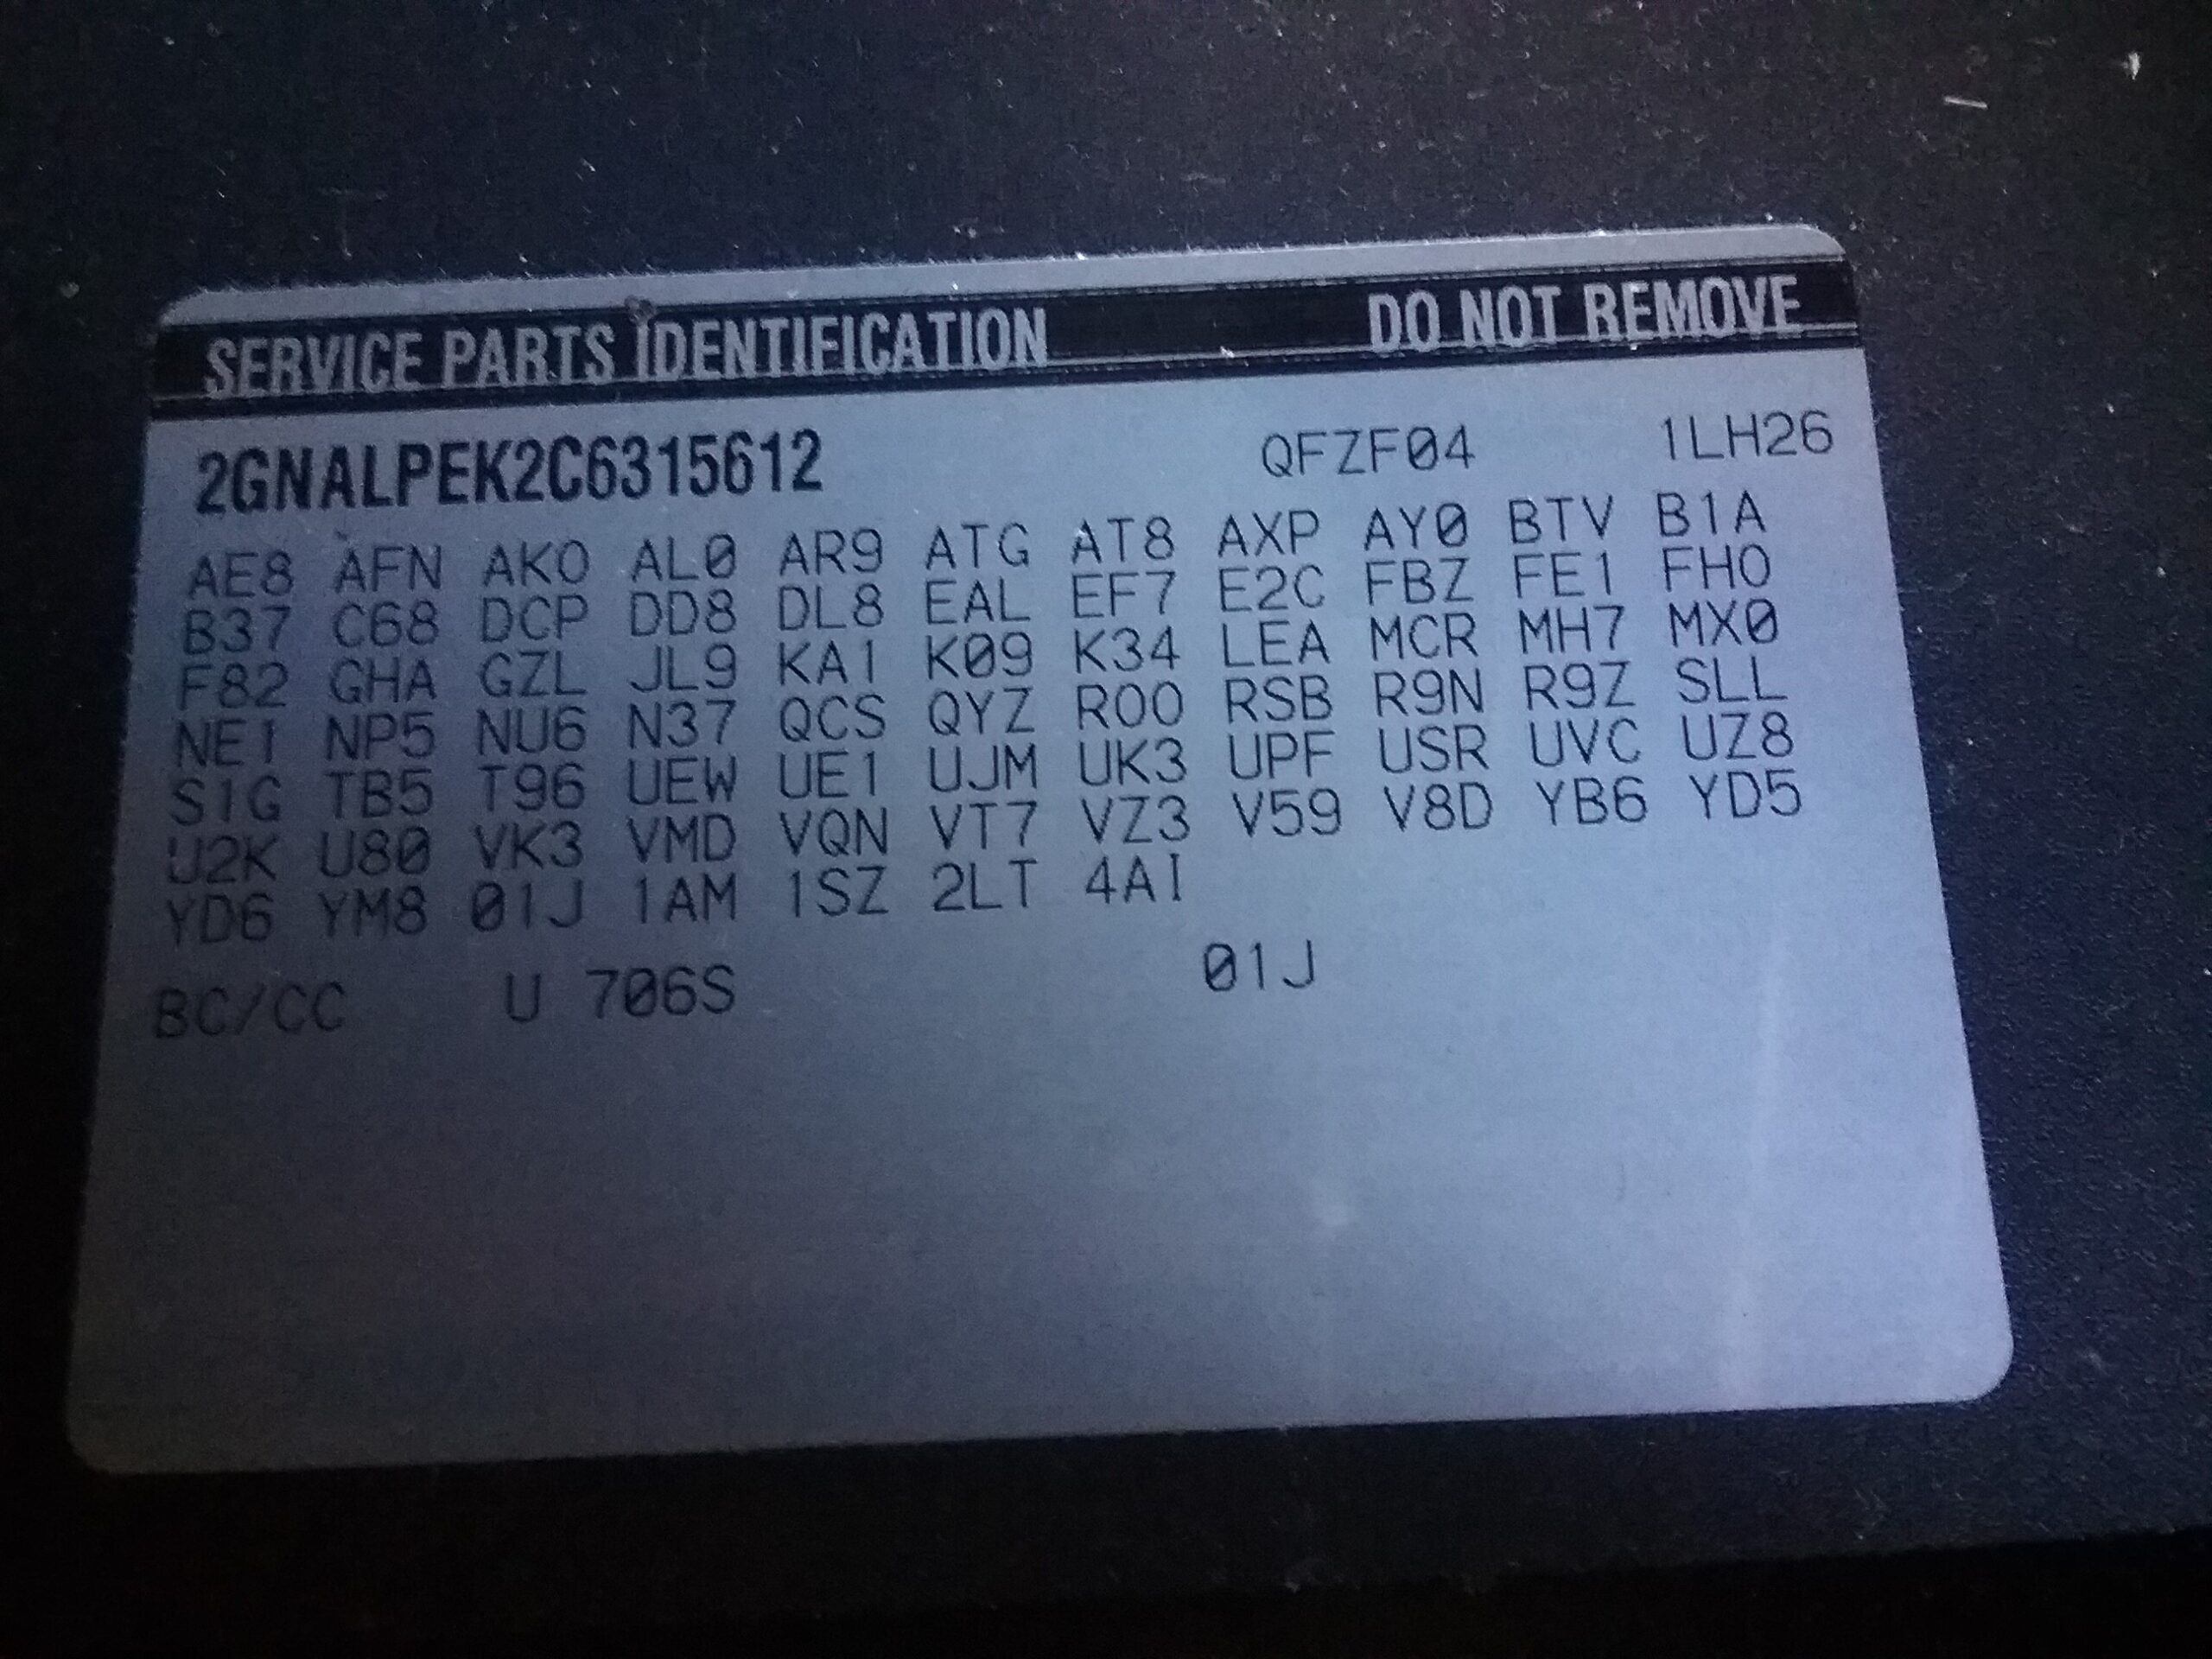 SERVICE PARTS IDENTIFICATION DO NOT REMOVE
2GNALPEK2C6315612 QFZF04 1LH26
AE8 AFN AKO AL0 AR9 ATG AT8 AXP AY0 BTV B1A
B37 C68 DCP DD8 DL8 EAL EF7 E2C FBZ FE1 FHO
F82 GHA GZL JL9 KA1 K09 K34 LEA MCR MH7 MX0
NE1 NP5 NU6 N37 QCS QYZ ROO RSB R9N R9Z SLL
S1G TB5 T96 UEW UE1 UJM UK3 UPF USR UVC UZ8
U2K U80 VK3 VMD VQN VT7 VZ3 V59 V8D YB6 YD5
YD6 YM8 01J 1AM 1SZ 2LT 4AI
BC/CC U 706S 01J